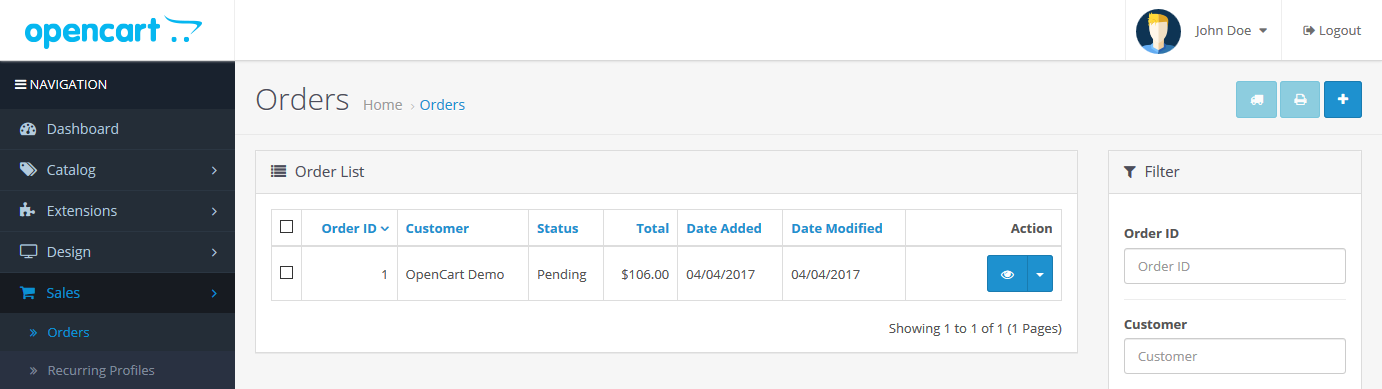 opencart
John Doe
Logout
NAVIGATION
Dashboard
Catalog
Extensions
Design
Sales
Orders
Recurring Profiles
Orders Home › Orders
Order List
Order ID Customer Status Total Date Added Date Modified Action
1 OpenCart Demo Pending $106.00 04/04/2017 04/04/2017
Showing 1 to 1 of 1 (1 Pages)
Filter
Order ID
Order ID
Customer
Customer